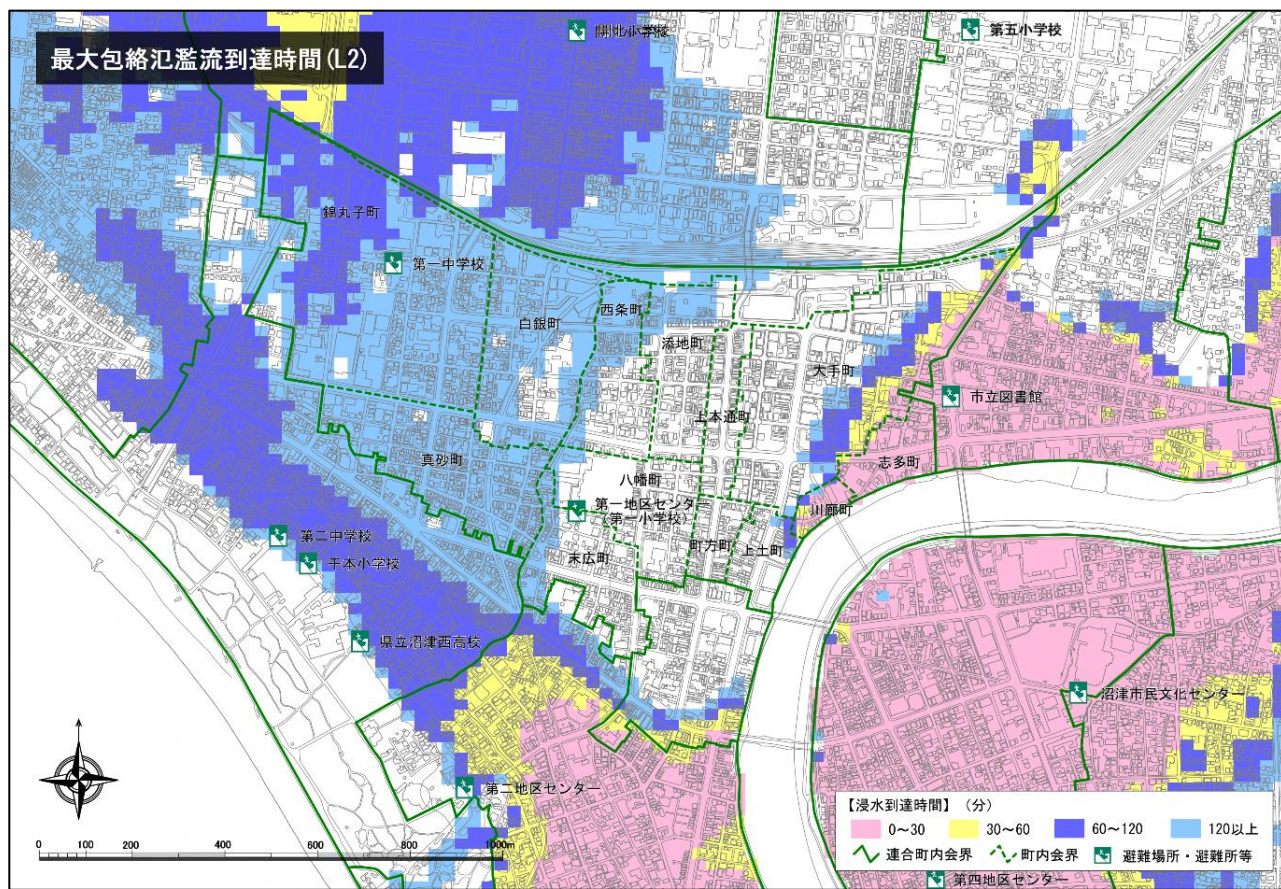 最大包絡氾濫流到達時間(L2)
開北小学校
第五小学校
錦丸子町
第一中学校
白銀町
西条町
添地町
大手町
市立図書館
上本通町
真砂町
志多町
八幡町
第一地区センター
第一小学校
川廓町
末広町
町方町
上土町
第二中学校
千本小学校
県立沼津西高校
沼津市民文化センター
第二地区センター
【浸水到達時間】（分）
0～30
30～60
60～120
120以上
連合町内会界
町内会界
避難場所・避難所等
0
200
400
600
800
1000m
第四地区センター